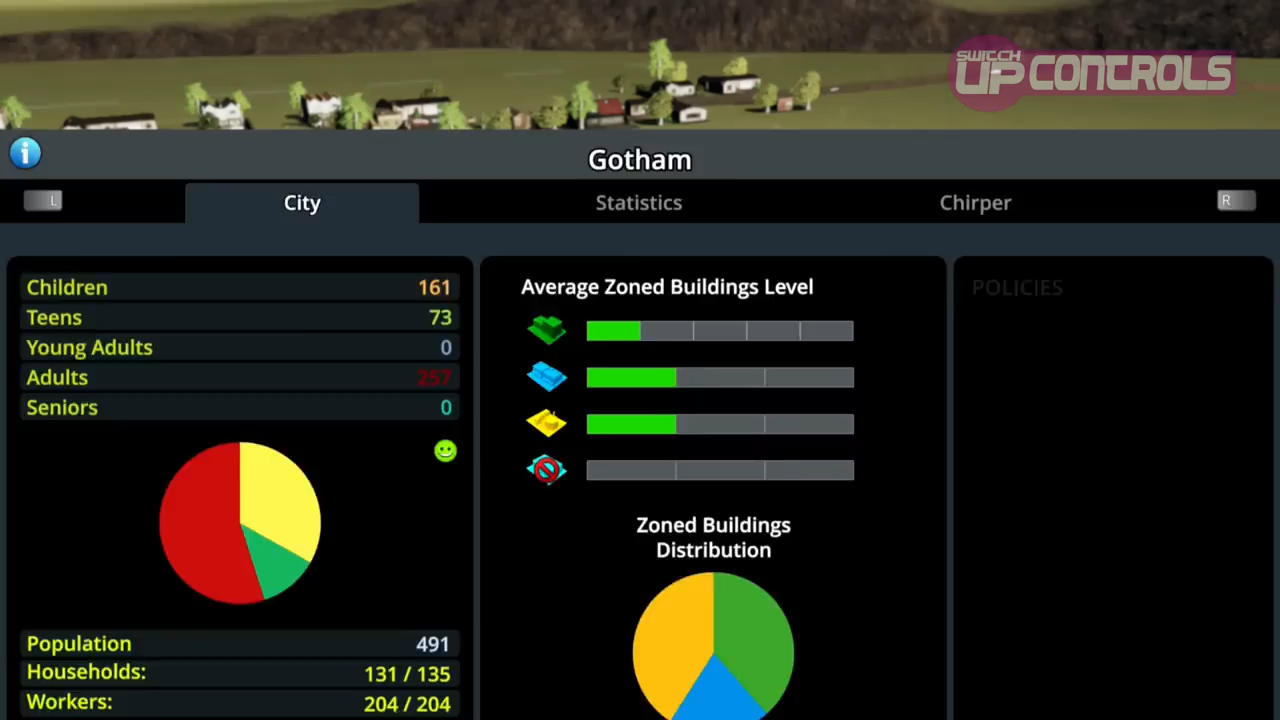 SWITCH
UP CONTROLS
i
Gotham
L
City
Statistics
Chirper
R
Children 161
Teens 73
Young Adults 0
Adults 257
Seniors 0
Population 491
Households: 131 / 135
Workers: 204 / 204
Average Zoned Buildings Level
Zoned Buildings
Distribution
POLICIES